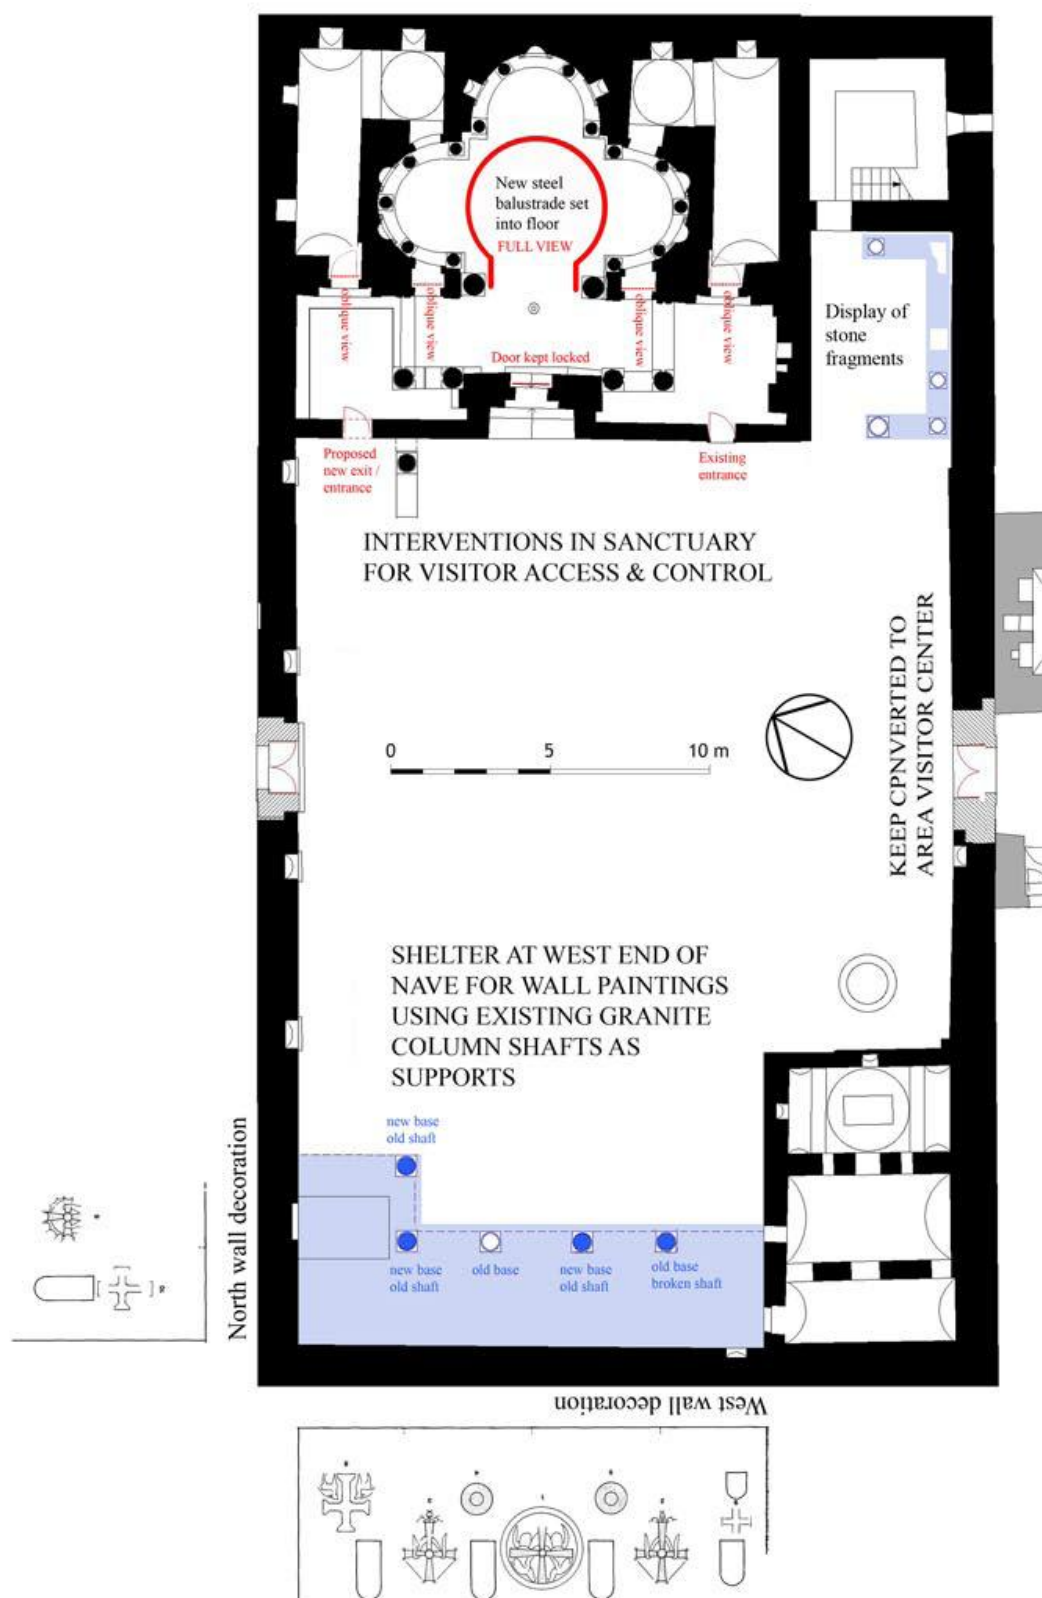 New steel
balustrade set
into floor
FULL VIEW
oblique view
oblique view
oblique view
oblique view
Door kept locked
Display of
stone
fragments
Proposed
new exit /
entrance
Existing
entrance
INTERVENTIONS IN SANCTUARY
FOR VISITOR ACCESS & CONTROL
KEEP CPNVERTED TO
AREA VISITOR CENTER
0 5 10 m
SHELTER AT WEST END OF
NAVE FOR WALL PAINTINGS
USING EXISTING GRANITE
COLUMN SHAFTS AS
SUPPORTS
new base
old shaft
North wall decoration
new base
old shaft
old base
new base
old shaft
old base
broken shaft
West wall decoration